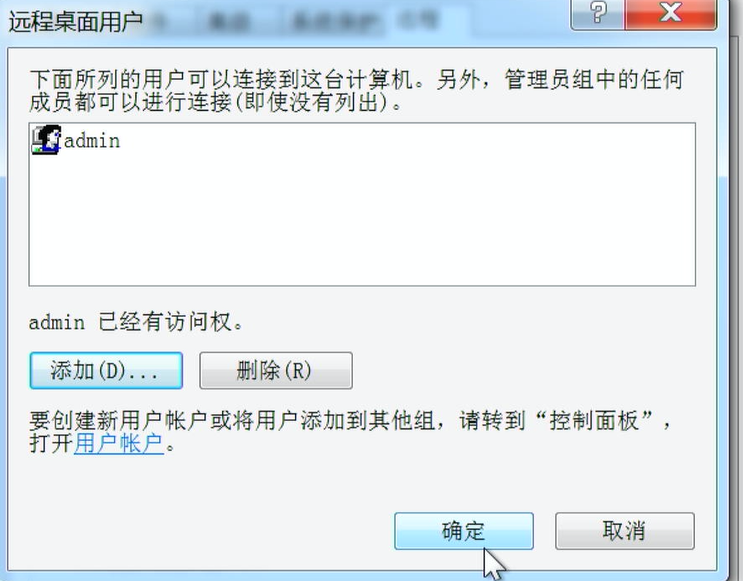 远程桌面用户
下面所列的用户可以连接到这台计算机。另外，管理员组中的任何
成员都可以进行连接(即使没有列出)。
admin
admin 已经有访问权。
添加(D)... 删除(R)
要创建新用户帐户或将用户添加到其他组，请转到“控制面板”，
打开用户帐户。
确定 取消